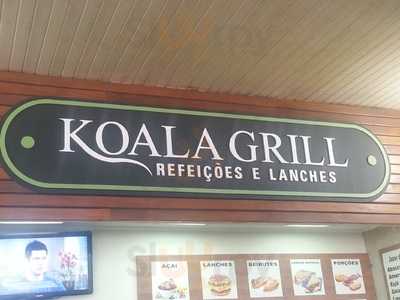 KOALA GRILL
REFEIÇÕES E LANCHES
AÇAÍ LANCHES BEIRUTES PORÇÕES